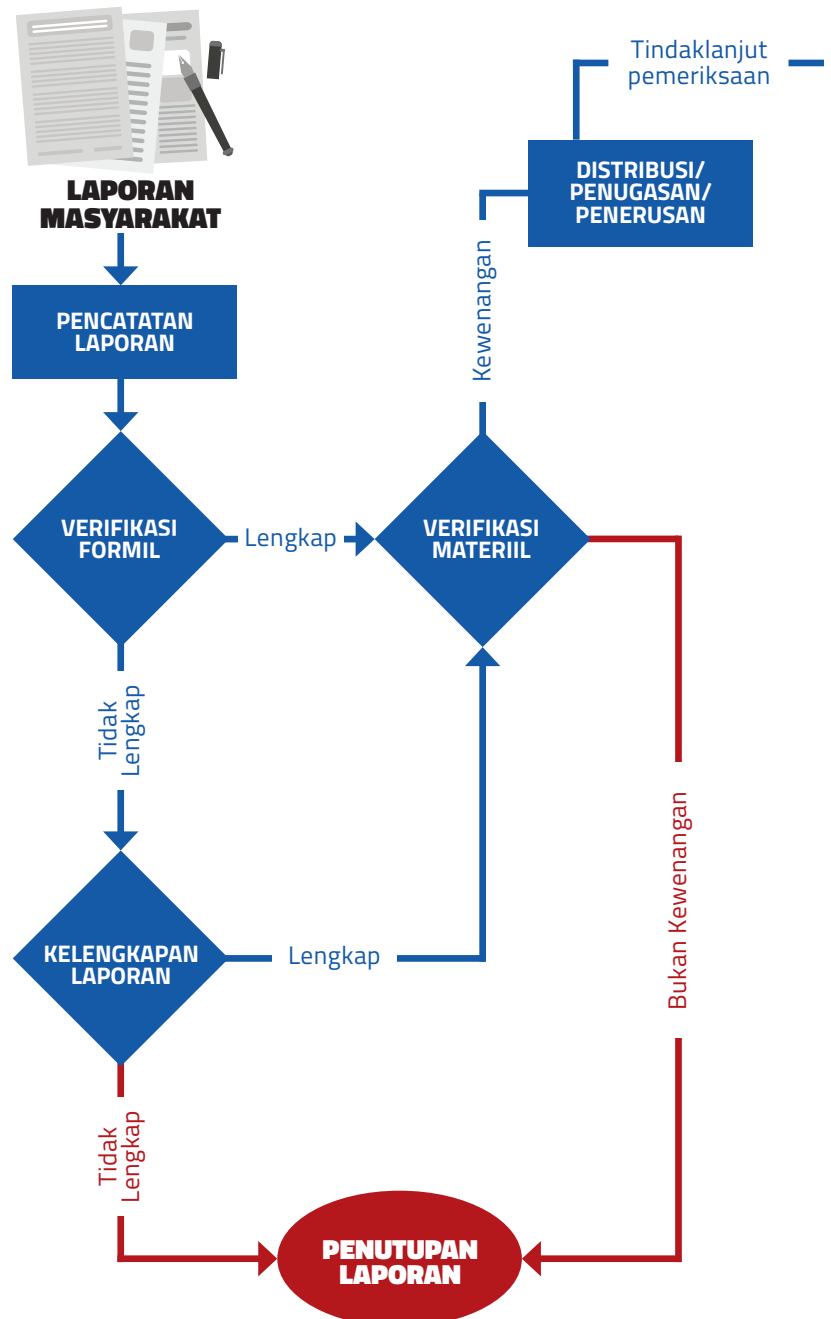 Tindaklanjut
pemeriksaan
DISTRIBUSI/
PENUGASAN/
PENERUSAN
LAPORAN
MASYARAKAT
Kewenangan
PENCATATAN
LAPORAN
VERIFIKASI
FORMIL
Lengkap
VERIFIKASI
MATERIIL
Tidak
Lengkap
Bukan Kewenangan
KELENGKAPAN
LAPORAN
Lengkap
Tidak
Lengkap
PENUTUPAN
LAPORAN